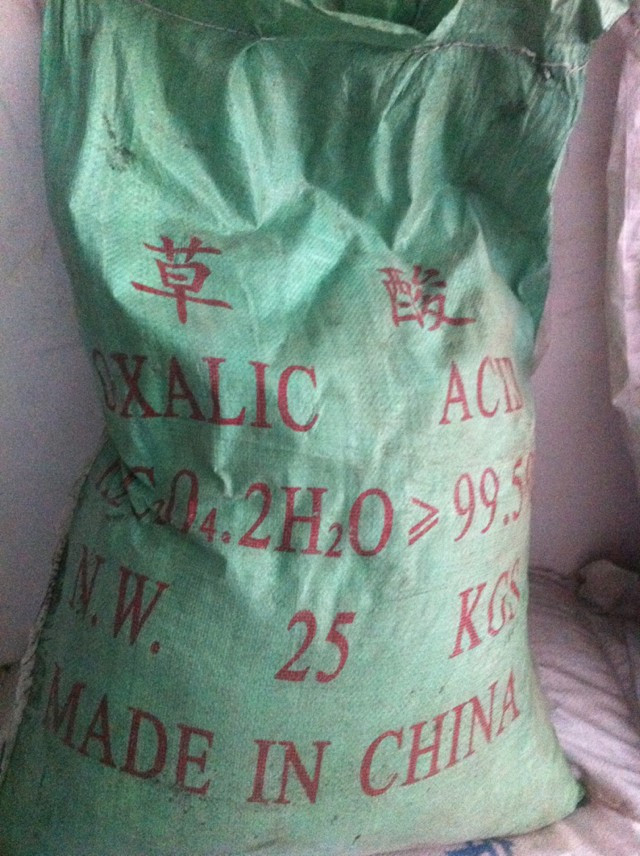 草 酸
OXALIC ACID
H₂C₂O₄.2H₂O ⩾ 99.5%
N.W. 25 KGS
MADE IN CHINA